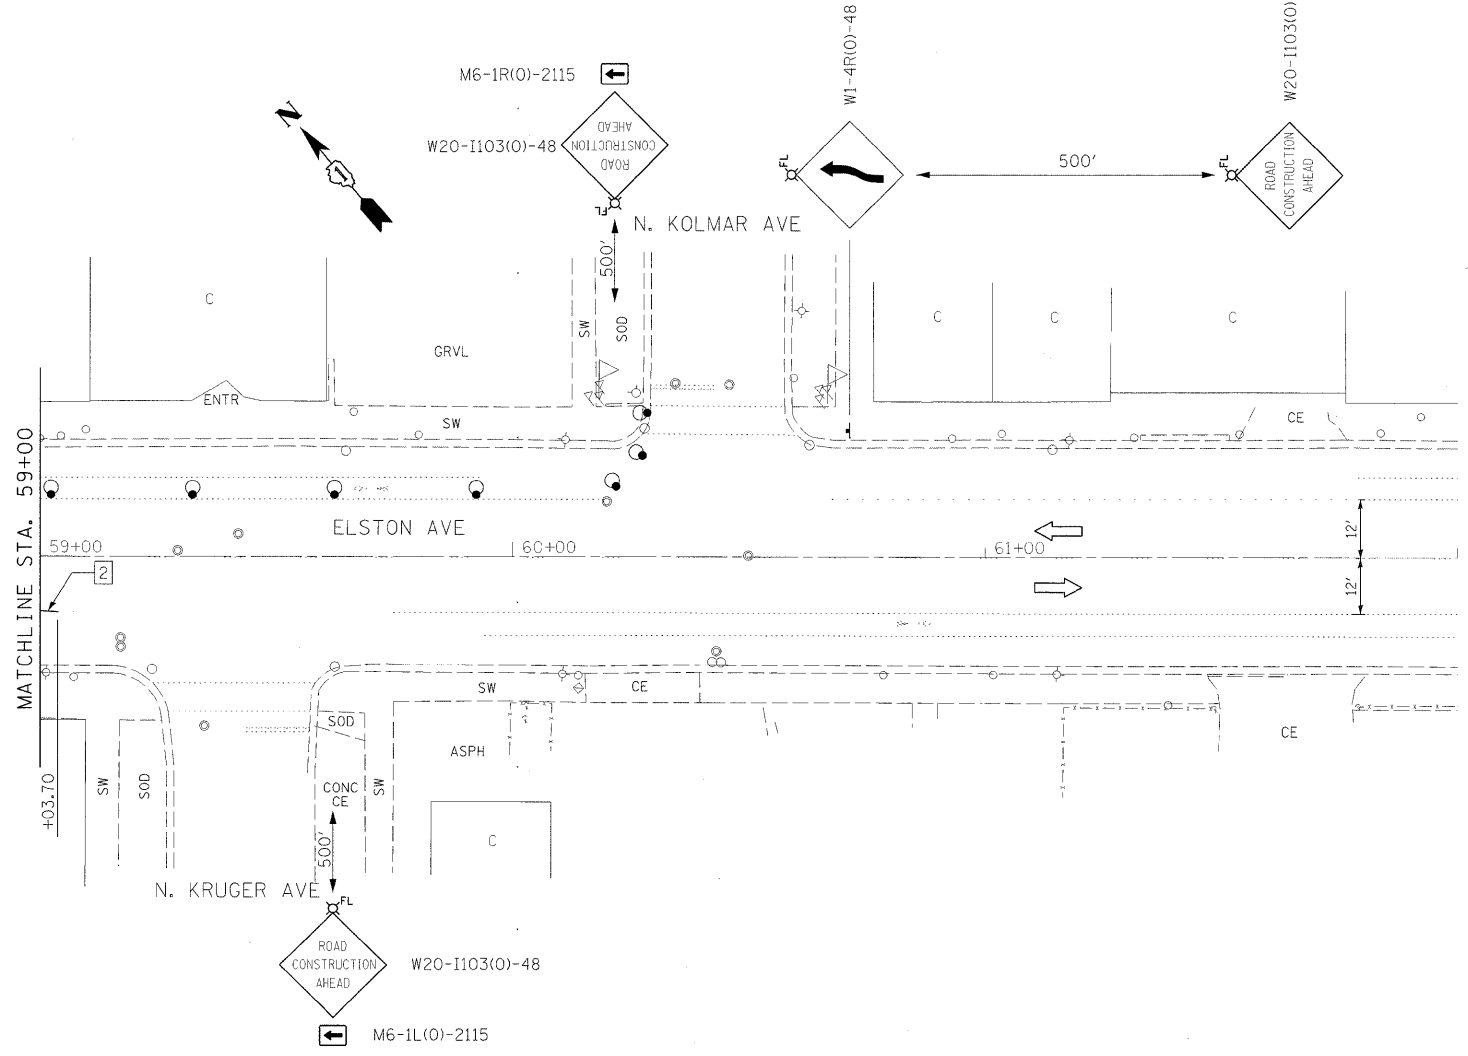 M6-1R(O)-2115
W20-I103(O)-48
ROAD
CONSTRUCTION
AHEAD
FL
N
1
500'
N. KOLMAR AVE
W1-4R(O)-48
FL
500'
W20-I103(O)
FL
ROAD
CONSTRUCTION
AHEAD
C
ENTR
GRVL
SW
SW
SOD
C
C
C
CE
MATCHLINE STA. 59+00
ELSTON AVE
59+00
60+00
61+00
12'
12'
2
+03.70
SW
SOD
SOD
CONC
CE
SW
SW
CE
ASPH
C
CE
500'
N. KRUGER AVE
FL
ROAD
CONSTRUCTION
AHEAD
W20-I103(O)-48
M6-1L(O)-2115